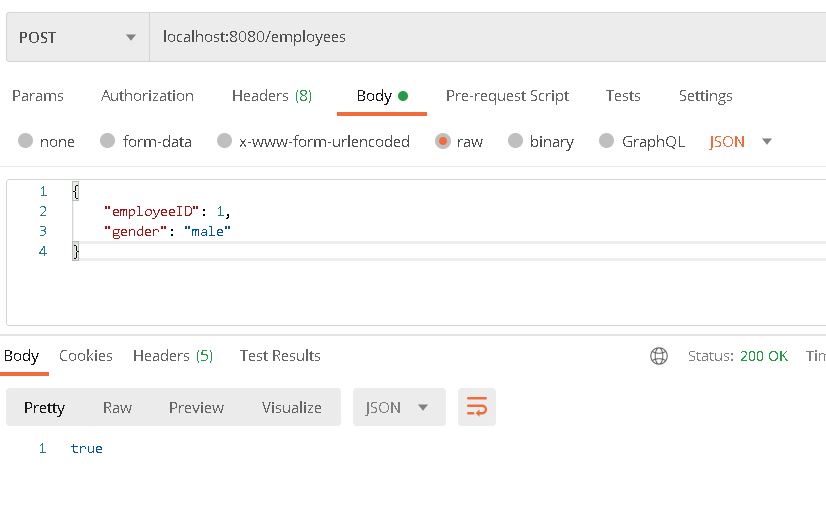 POST localhost:8080/employees
Params Authorization Headers (8) Body Pre-request Script Tests Settings
none form-data x-www-form-urlencoded raw binary GraphQL JSON
1 {
2 "employeeID": 1,
3 "gender": "male"
4 }
Body Cookies Headers (5) Test Results Status: 200 OK
Pretty Raw Preview Visualize JSON
1 true